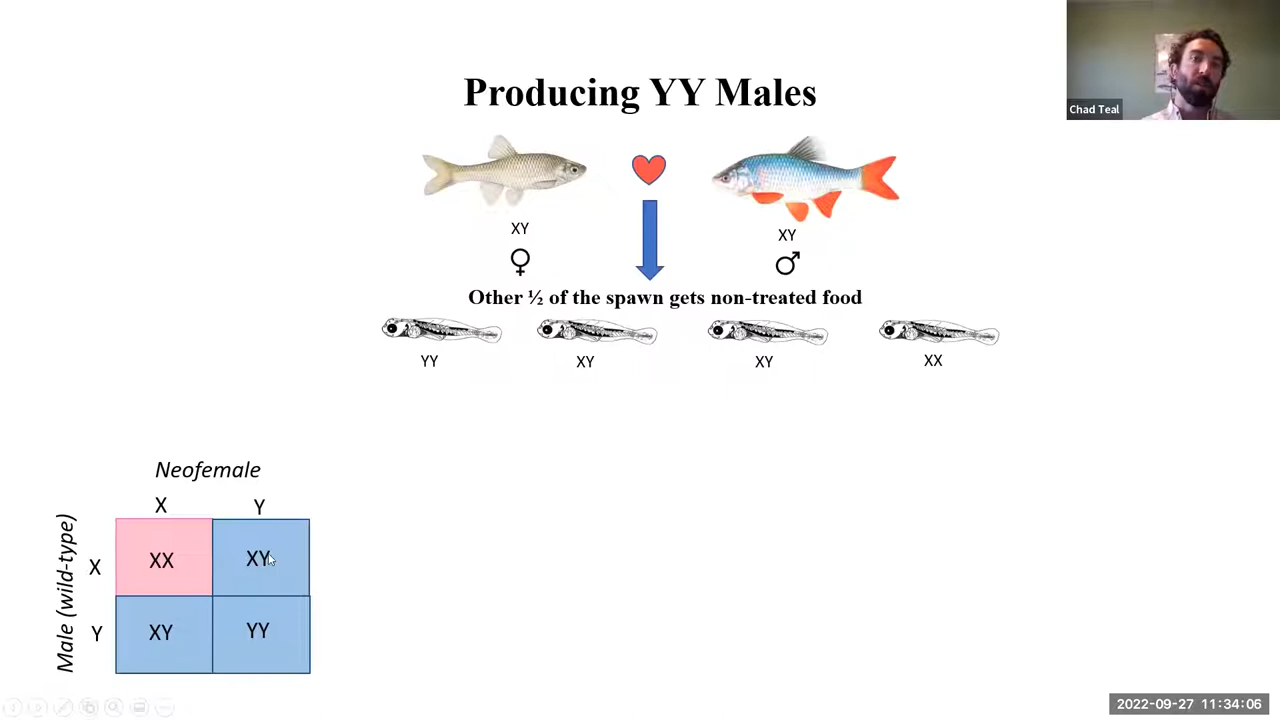 Chad Teal
Producing YY Males
XY
XY
♀
♂
Other ½ of the spawn gets non-treated food
YY
XY
XY
XX
Neofemale
X
Y
Male (wild-type)
X
XX
XY
Y
XY
YY
2022-09-27 11:34:06